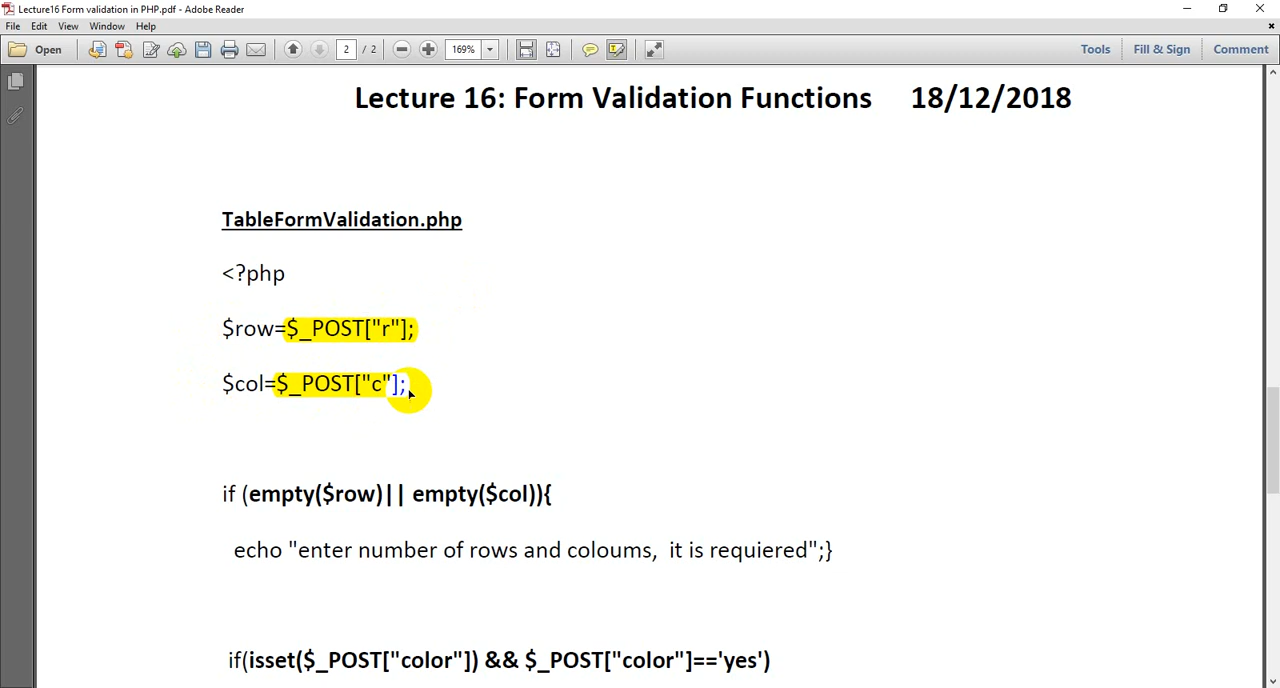 Lecture16 Form validation in PHP.pdf - Adobe Reader
File Edit View Window Help
Open 2 / 2 169% Tools Fill & Sign Comment
Lecture 16: Form Validation Functions 18/12/2018
TableFormValidation.php
<?php
$row=$_POST["r"];
$col=$_POST["c"];
if (empty($row)|| empty($col)){
echo "enter number of rows and coloums,  it is requiered";}
if(isset($_POST["color"]) && $_POST["color"]=='yes')